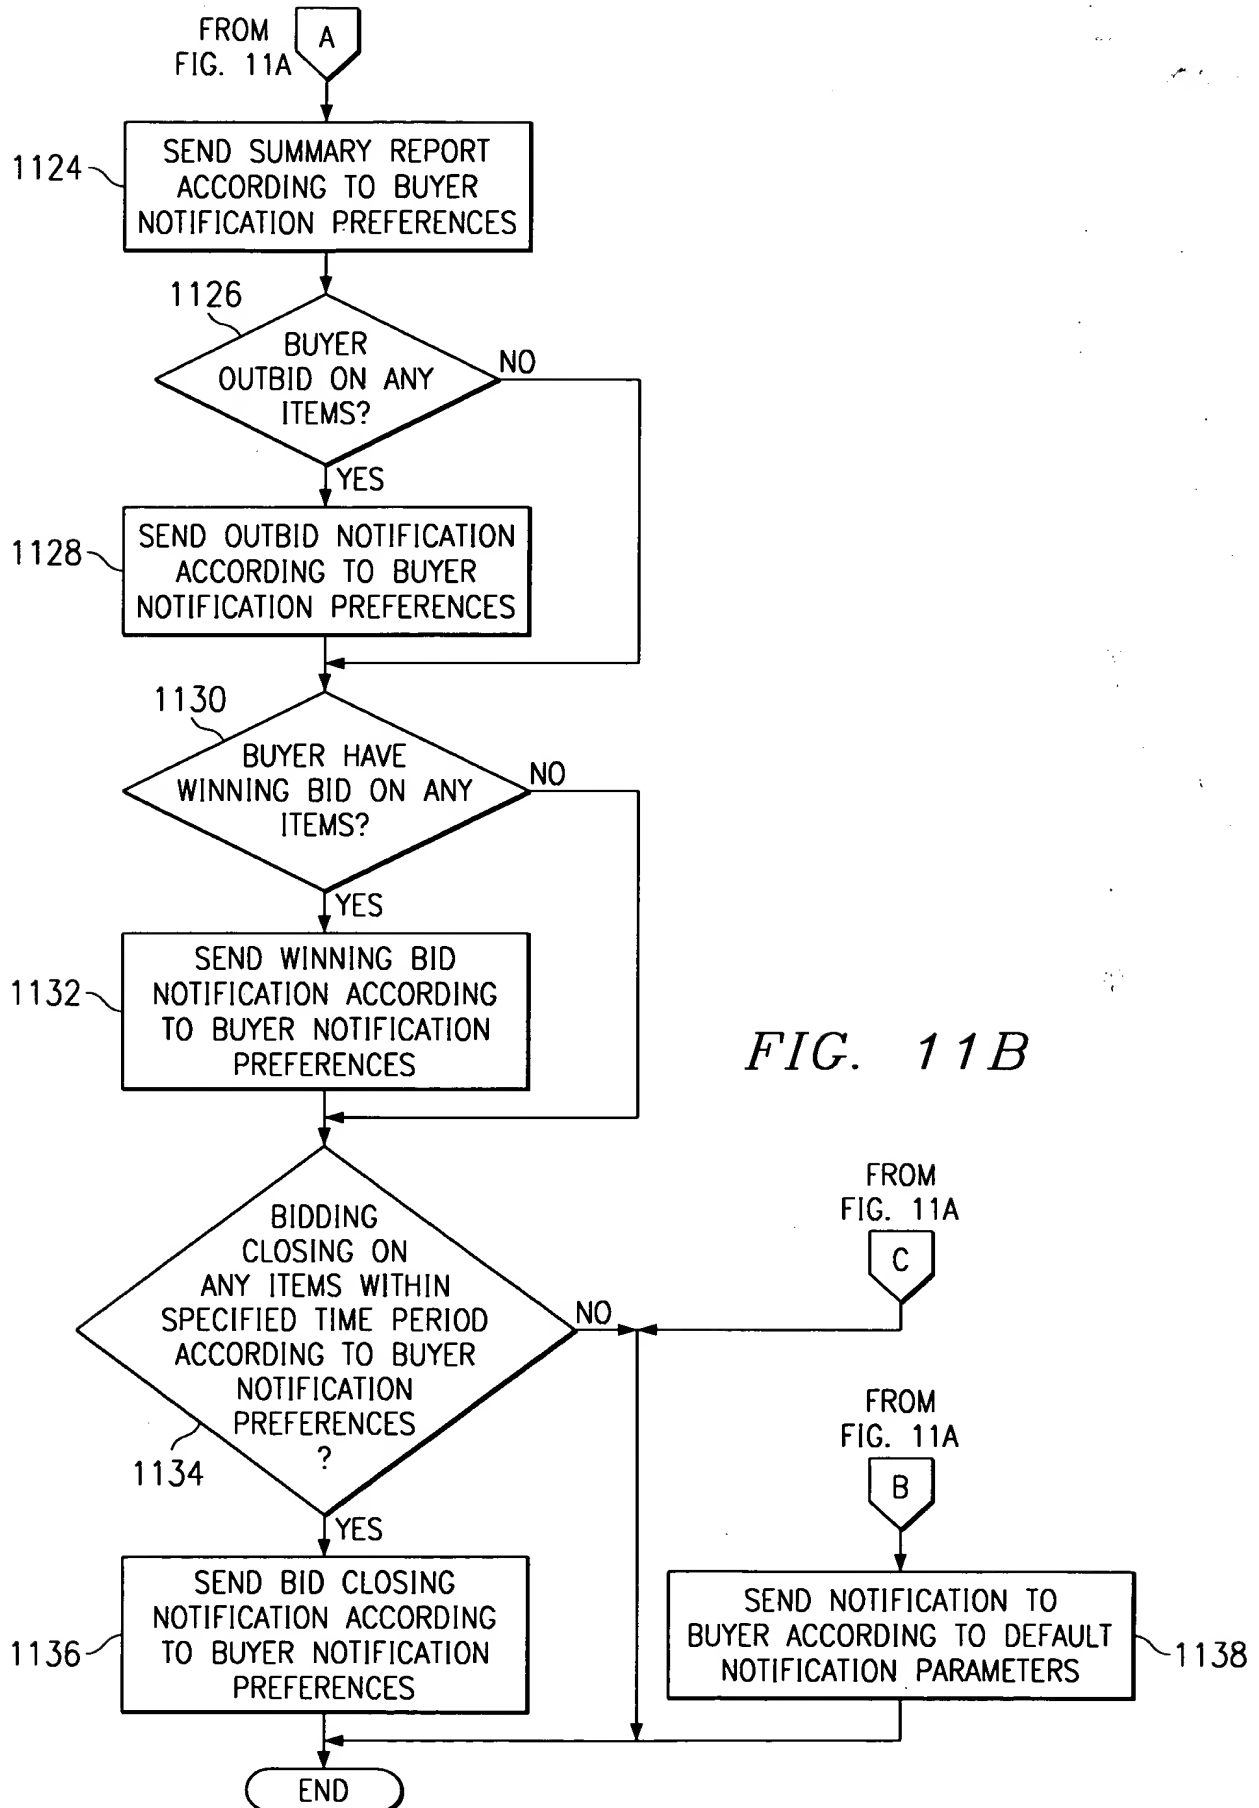 FROM
FIG. 11A
A
1124
SEND SUMMARY REPORT
ACCORDING TO BUYER
NOTIFICATION PREFERENCES
1126
BUYER
OUTBID ON ANY
ITEMS?
NO
YES
1128
SEND OUTBID NOTIFICATION
ACCORDING TO BUYER
NOTIFICATION PREFERENCES
1130
BUYER HAVE
WINNING BID ON ANY
ITEMS?
NO
YES
1132
SEND WINNING BID
NOTIFICATION ACCORDING
TO BUYER NOTIFICATION
PREFERENCES
FIG. 11B
BIDDING
CLOSING ON
ANY ITEMS WITHIN
SPECIFIED TIME PERIOD
ACCORDING TO BUYER
NOTIFICATION
PREFERENCES
?
1134
NO
YES
FROM
FIG. 11A
C
FROM
FIG. 11A
B
1136
SEND BID CLOSING
NOTIFICATION ACCORDING
TO BUYER NOTIFICATION
PREFERENCES
SEND NOTIFICATION TO
BUYER ACCORDING TO DEFAULT
NOTIFICATION PARAMETERS
1138
END